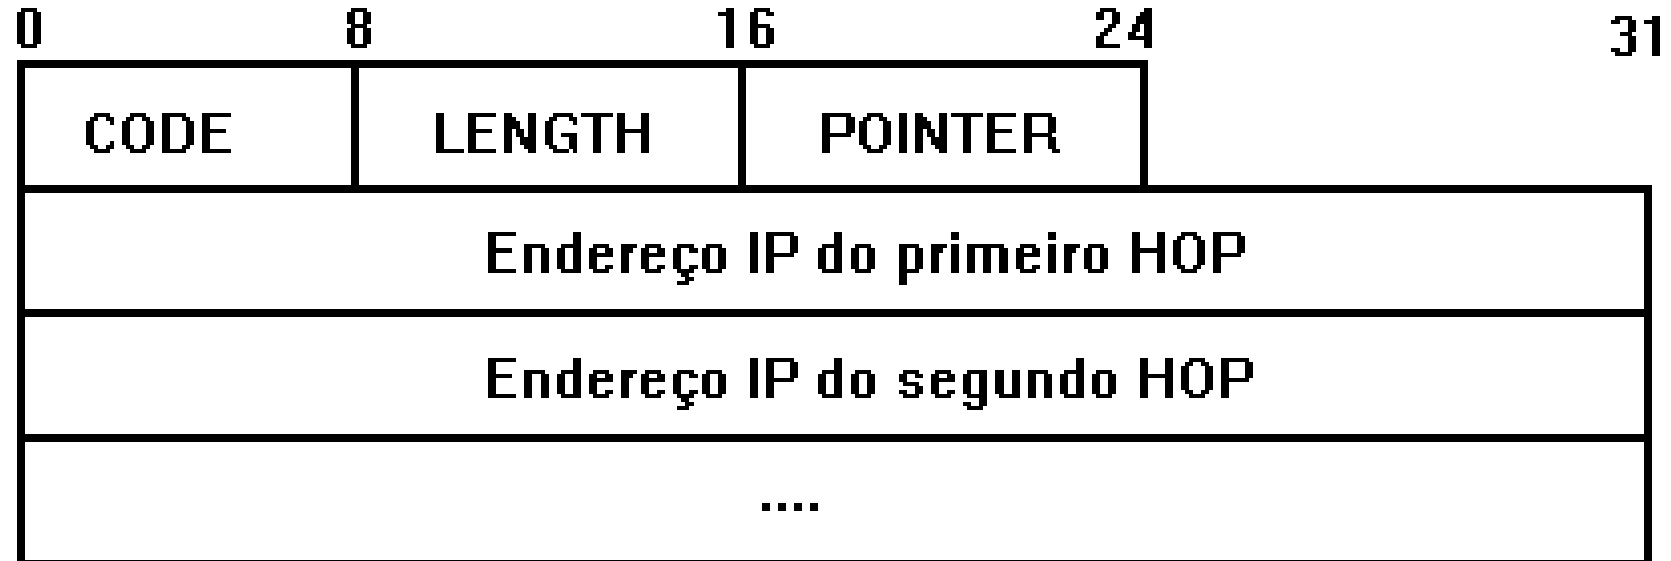 0 8 16 24 31
CODE LENGTH POINTER
Endereço IP do primeiro HOP
Endereço IP do segundo HOP
....